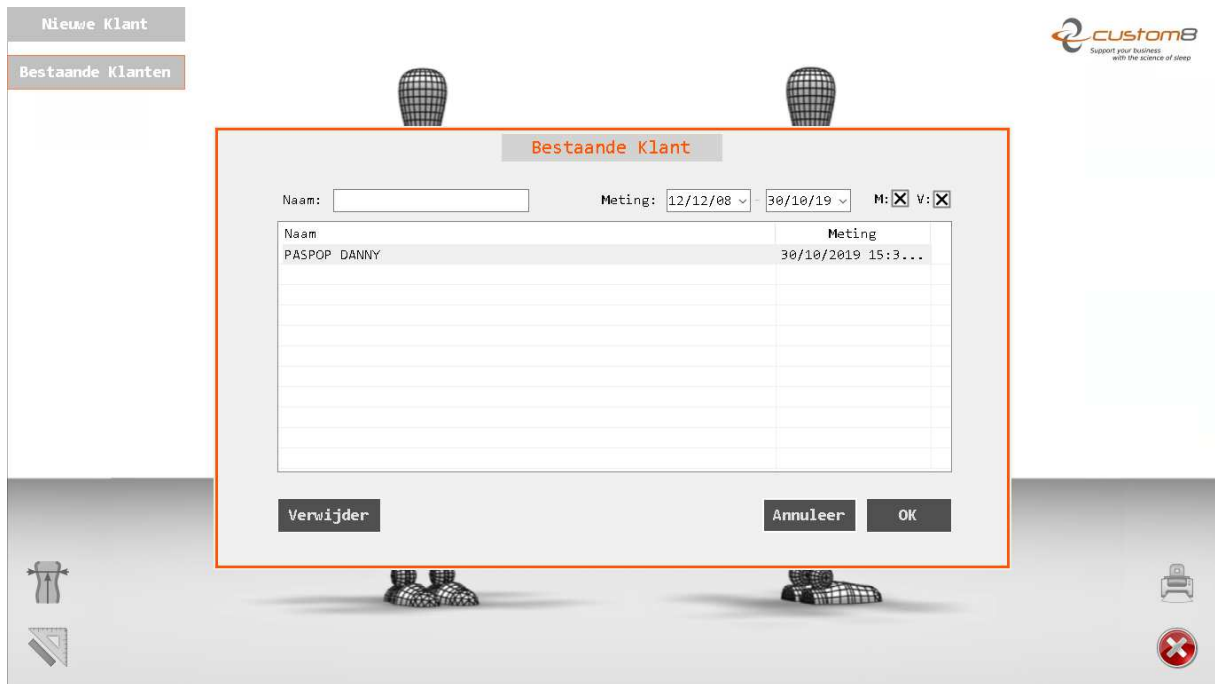 Nieuwe Klant
Bestaande Klanten
custom8
Support your business
with the science of sleep
Bestaande Klant
Naam: Meting: 12/12/08 - 30/10/19 M: V:
Naam Meting
PASPOP DANNY 30/10/2019 15:3...
Verwijder Annuleer OK